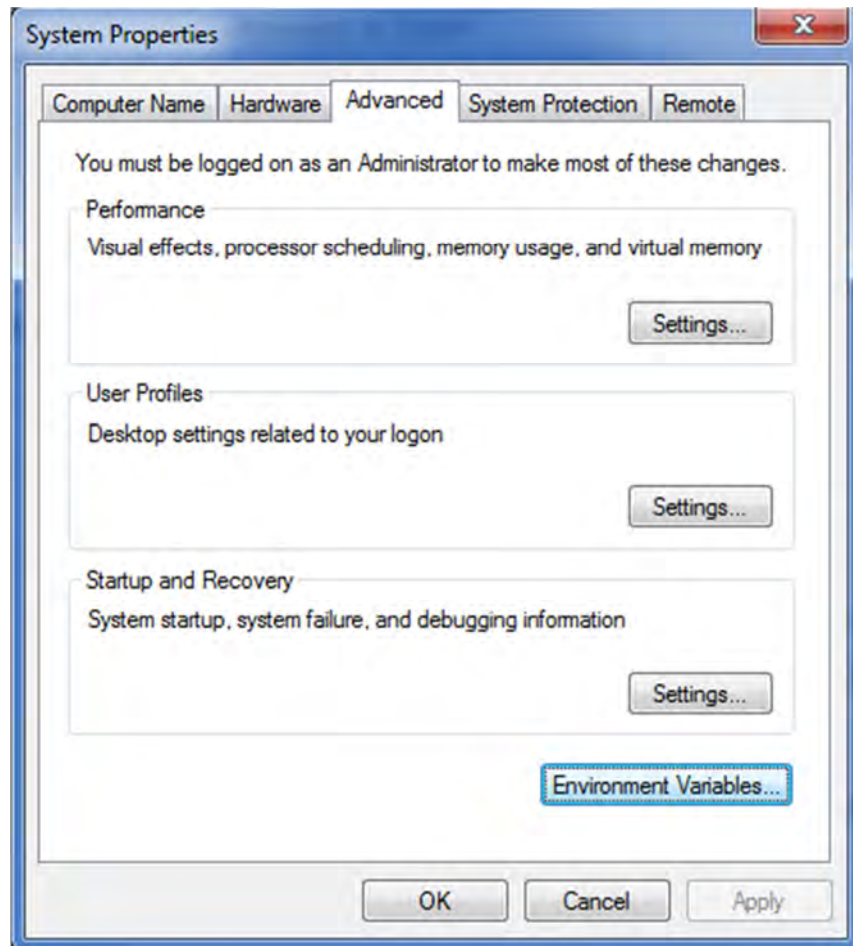 System Properties
Computer Name Hardware Advanced System Protection Remote
You must be logged on as an Administrator to make most of these changes.
Performance
Visual effects, processor scheduling, memory usage, and virtual memory
Settings...
User Profiles
Desktop settings related to your logon
Settings...
Startup and Recovery
System startup, system failure, and debugging information
Settings...
Environment Variables...
OK Cancel Apply